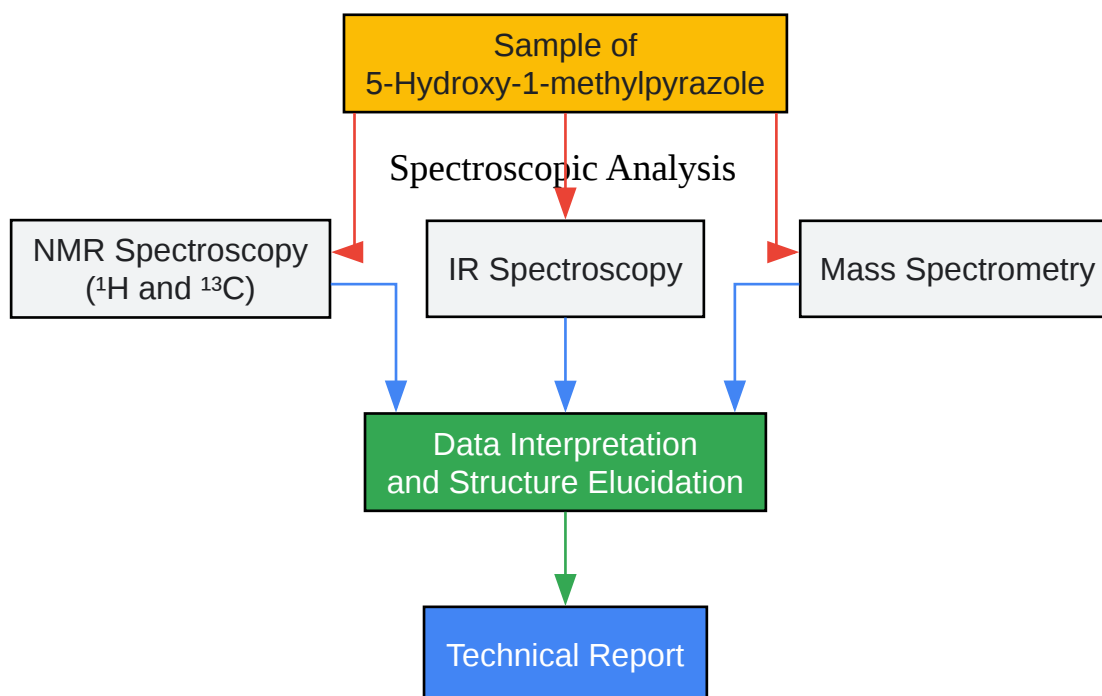 Sample of
5-Hydroxy-1-methylpyrazole
Spectroscopic Analysis
NMR Spectroscopy
(¹H and ¹³C)
IR Spectroscopy
Mass Spectrometry
Data Interpretation
and Structure Elucidation
Technical Report